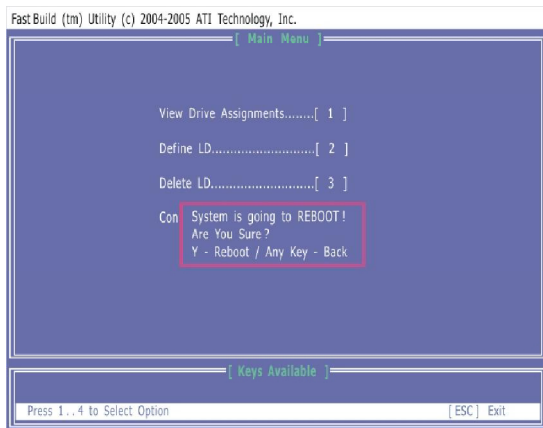 Fast Build (tm) Utility (c) 2004-2005 ATI Technology, Inc.
[ Main Menu ]
View Drive Assignments........[ 1 ]
Define LD............................[ 2 ]
Delete LD............................[ 3 ]
Con
System is going to REBOOT!
Are You Sure?
Y - Reboot / Any Key - Back
[ Keys Available ]
Press 1..4 to Select Option [ESC] Exit